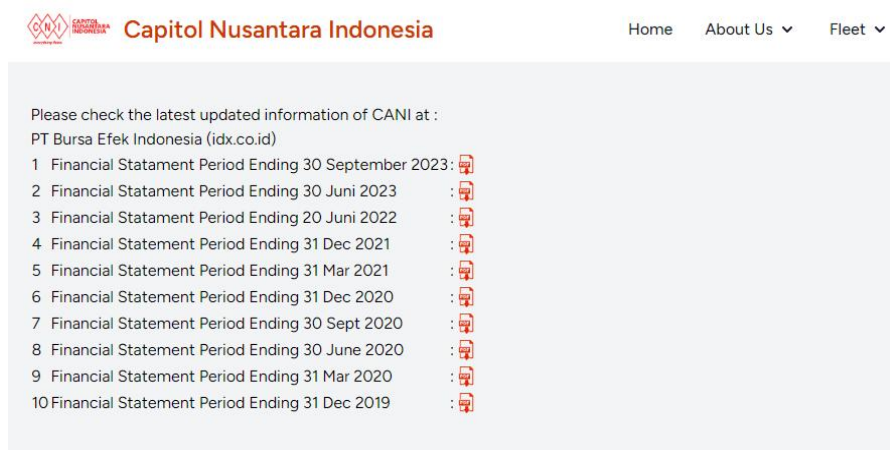 CNI CAPITOL NUSANTARA INDONESIA Capitol Nusantara Indonesia Home About Us Fleet
Please check the latest updated information of CANI at :
PT Bursa Efek Indonesia (idx.co.id)
1 Financial Statament Period Ending 30 September 2023:
2 Financial Statament Period Ending 30 Juni 2023 :
3 Financial Statament Period Ending 20 Juni 2022 :
4 Financial Statement Period Ending 31 Dec 2021 :
5 Financial Statement Period Ending 31 Mar 2021 :
6 Financial Statement Period Ending 31 Dec 2020 :
7 Financial Statement Period Ending 30 Sept 2020 :
8 Financial Statement Period Ending 30 June 2020 :
9 Financial Statement Period Ending 31 Mar 2020 :
10 Financial Statement Period Ending 31 Dec 2019 :